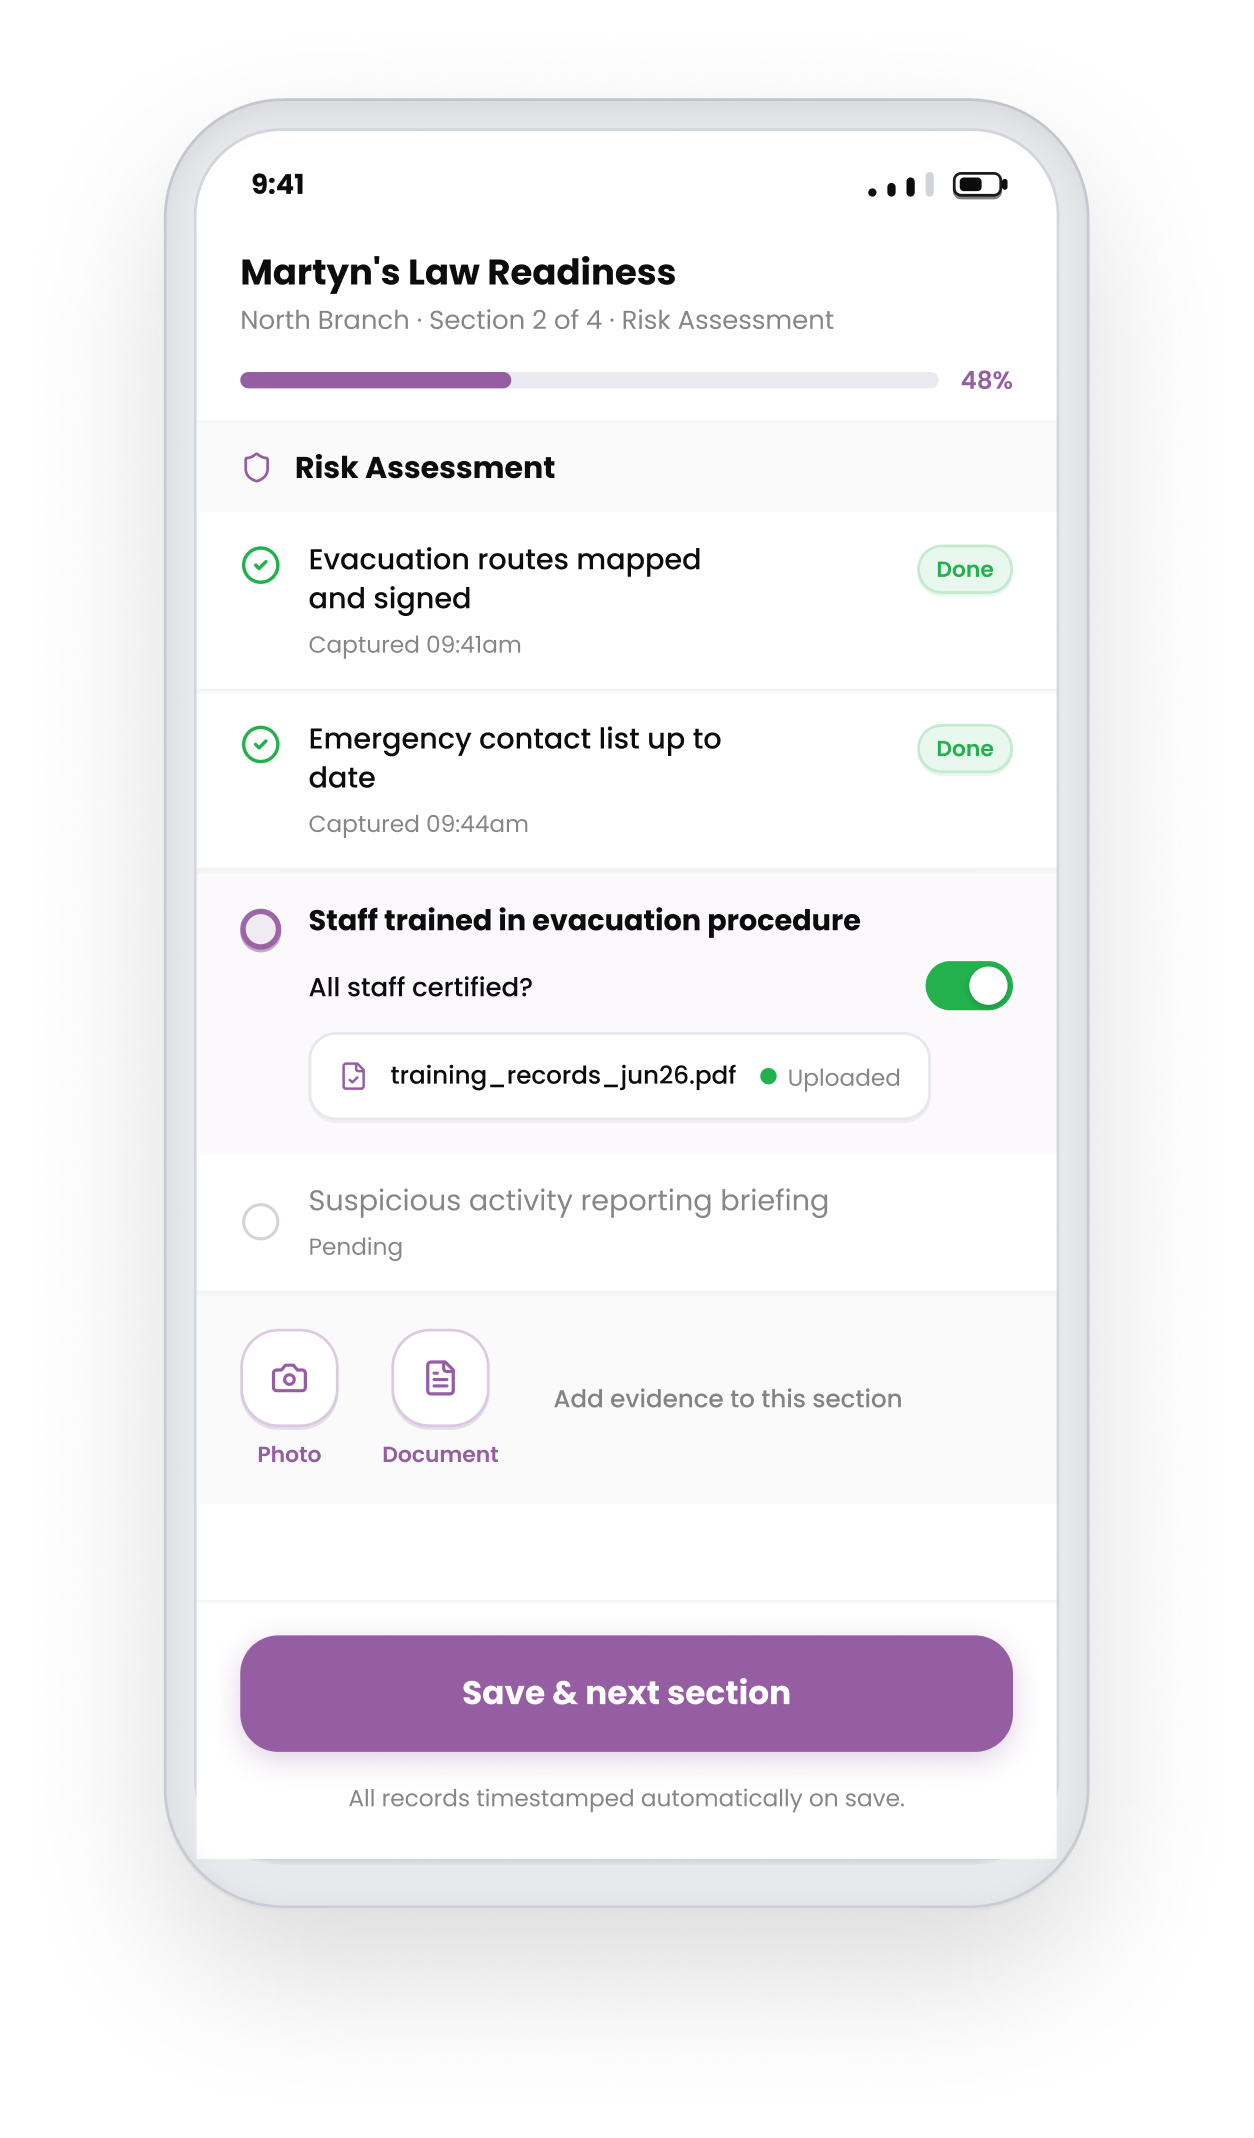 9:41
Martyn's Law Readiness
North Branch · Section 2 of 4 · Risk Assessment
48%
Risk Assessment
Evacuation routes mapped
and signed
Done
Captured 09:41am
Emergency contact list up to
date
Done
Captured 09:44am
Staff trained in evacuation procedure
All staff certified?
training_records_jun26.pdf Uploaded
Suspicious activity reporting briefing
Pending
Add evidence to this section
Photo Document
Save & next section
All records timestamped automatically on save.